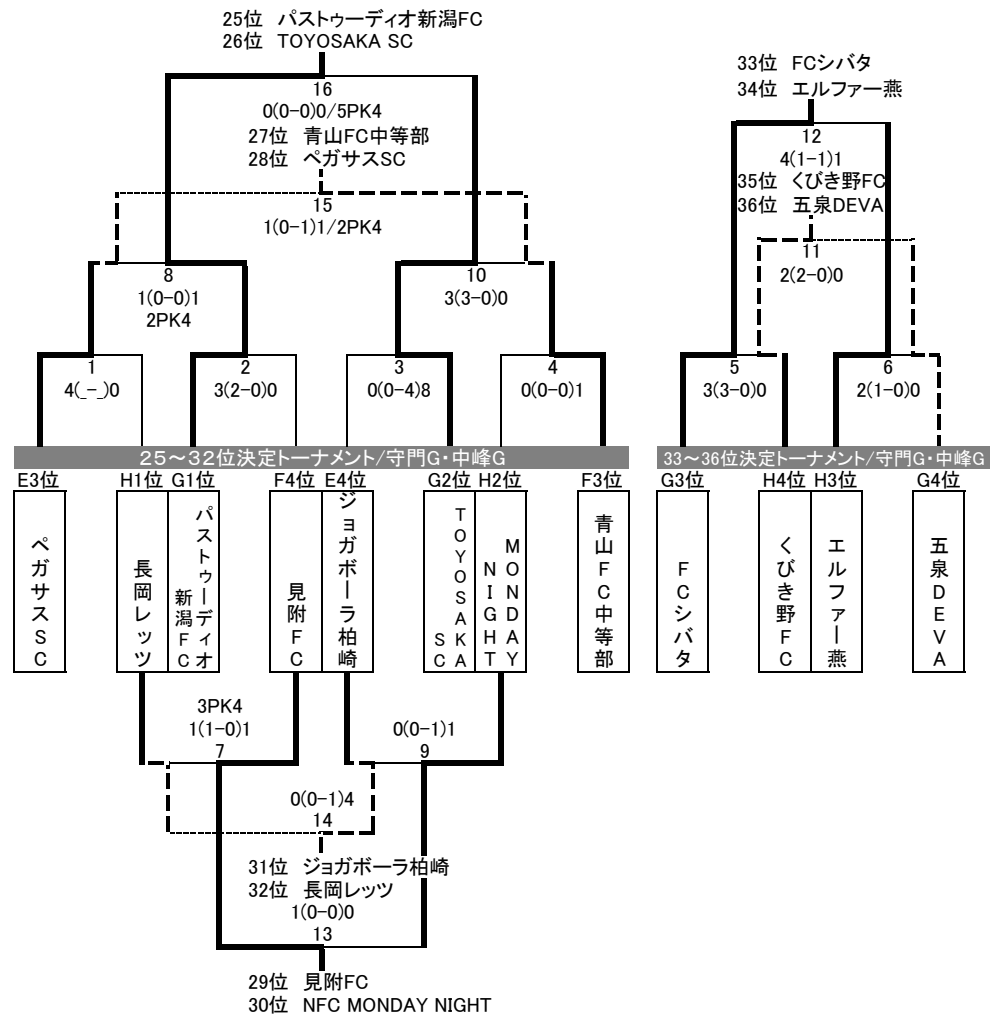 25位 パストゥーディオ新潟FC
26位 TOYOSAKA SC
16
0(0-0)0/5PK4
27位 青山FC中等部
28位 ペガサスSC
15
1(0-1)1/2PK4
8
1(0-0)1
2PK4
10
3(3-0)0
1
4(_-_)0
2
3(2-0)0
3
0(0-4)8
4
0(0-0)1
33位 FCシバタ
34位 エルファー燕
12
4(1-1)1
35位 くびき野FC
36位 五泉DEVA
11
2(2-0)0
5
3(3-0)0
6
2(1-0)0
25～32位決定トーナメント/守門G・中峰G
33～36位決定トーナメント/守門G・中峰G
E3位 H1位 G1位 F4位 E4位 G2位 H2位 F3位 G3位 H4位 H3位 G4位
ペガサスSC
長岡レッツ
パストゥーディオ
新潟FC
見附FC
ジョガボーラ柏崎
TOYOSAKA
SC
MONDAY
NIGHT
青山FC中等部
FCシバタ
くびき野FC
エルファー燕
五泉DEVA
3PK4
1(1-0)1
7
0(0-1)1
9
0(0-1)4
14
31位 ジョガボーラ柏崎
32位 長岡レッツ
1(0-0)0
13
29位 見附FC
30位 NFC MONDAY NIGHT